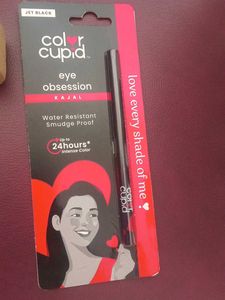 JET BLACK
color
cupid™
eye
obsession
KAJAL
Water Resistant
Smudge Proof
Up to
24hours*
Intense Color
love every shade of me
color
cupid